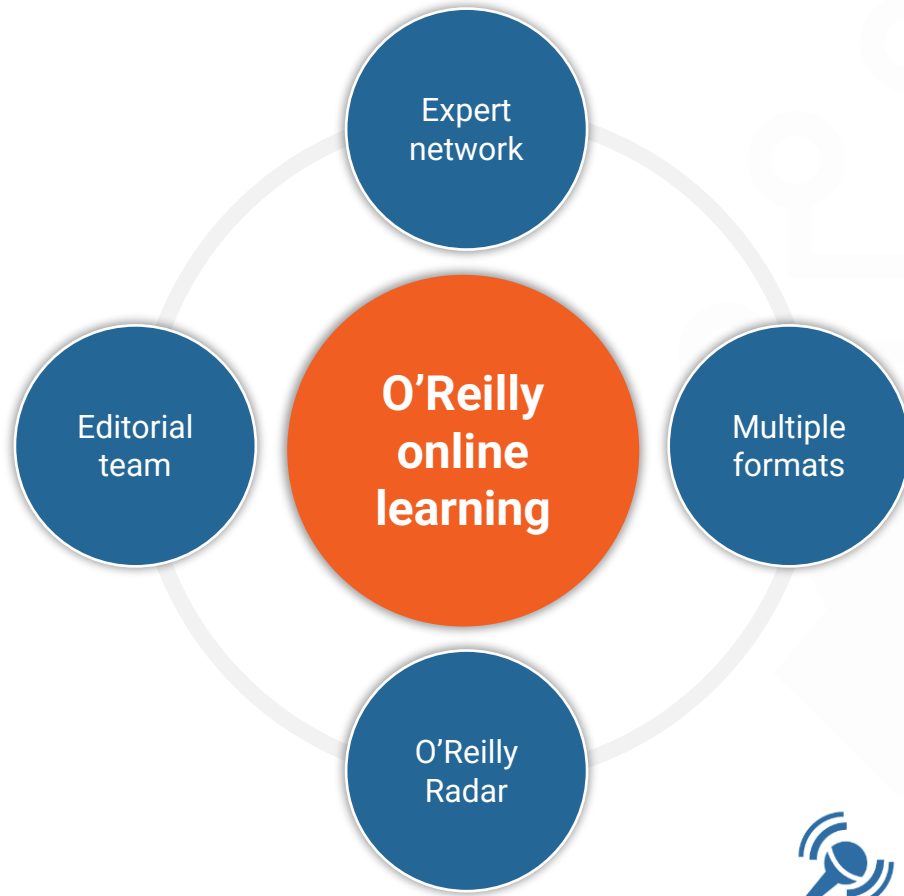 Expert
network
O’Reilly
online
learning
Editorial
team
Multiple
formats
O’Reilly
Radar